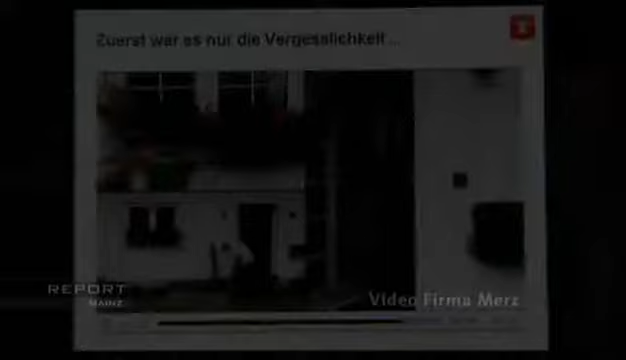 Zuerst war es nur die Vergesslichkeit...
REPORT
MAINZ
Video Firma Merz